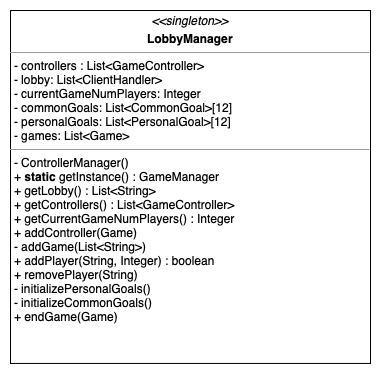 <<singleton>>
LobbyManager
- controllers : List<GameController>
- lobby: List<ClientHandler>
- currentGameNumPlayers: Integer
- commonGoals: List<CommonGoal>[12]
- personalGoals: List<PersonalGoal>[12]
- games: List<Game>
- ControllerManager()
+ static getInstance() : GameManager
+ getLobby() : List<String>
+ getControllers() : List<GameController>
+ getCurrentGameNumPlayers() : Integer
+ addController(Game)
- addGame(List<String>)
+ addPlayer(String, Integer) : boolean
+ removePlayer(String)
- initializePersonalGoals()
- initializeCommonGoals()
+ endGame(Game)